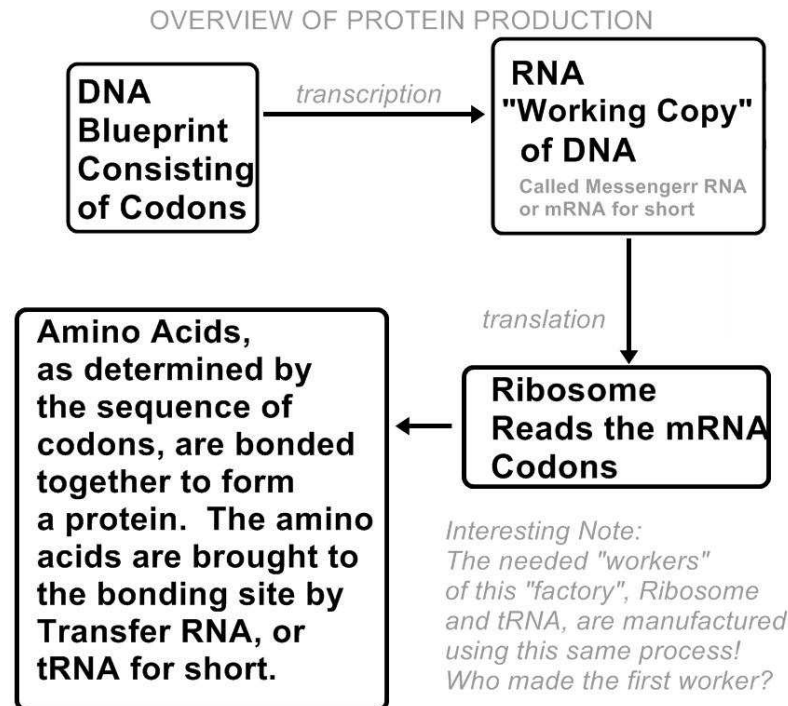 OVERVIEW OF PROTEIN PRODUCTION
DNA
Blueprint
Consisting
of Codons
transcription
RNA
"Working Copy"
of DNA
Called Messengerr RNA
or mRNA for short
translation
Ribosome
Reads the mRNA
Codons
Amino Acids,
as determined by
the sequence of
codons, are bonded
together to form
a protein. The amino
acids are brought to
the bonding site by
Transfer RNA, or
tRNA for short.
Interesting Note:
The needed "workers"
of this "factory", Ribosome
and tRNA, are manufactured
using this same process!
Who made the first worker?